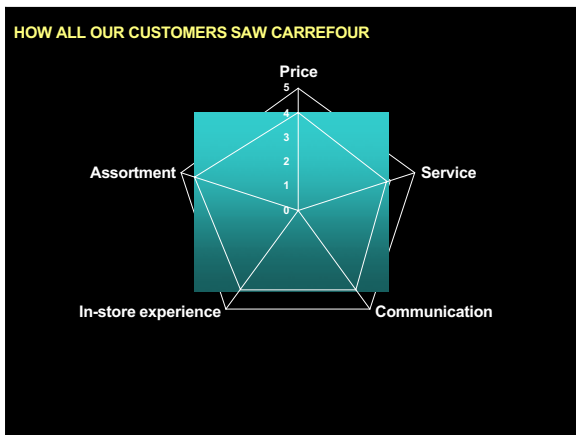 HOW ALL OUR CUSTOMERS SAW CARREFOUR
Price
5
4
3
2
1
0
Assortment
Service
In-store experience
Communication